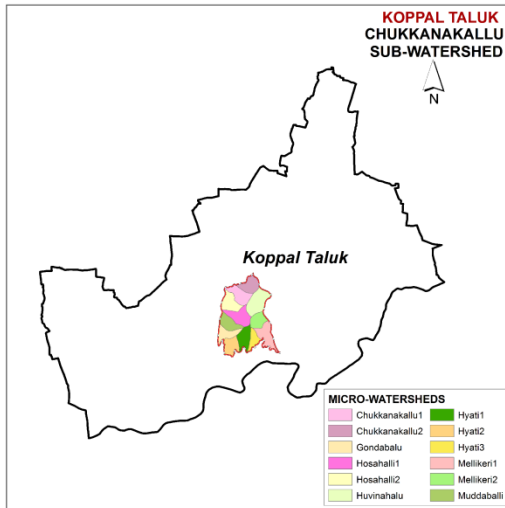 KOPPAL TALUK
CHUKKANAKALLU
SUB-WATERSHED
N
Koppal Taluk
MICRO-WATERSHEDS
Chukkanakallu1 Hyati1
Chukkanakallu2 Hyati2
Gondabalu Hyati3
Hosahalli1 Mellikeri1
Hosahalli2 Mellikeri2
Huvinahalu Muddaballi